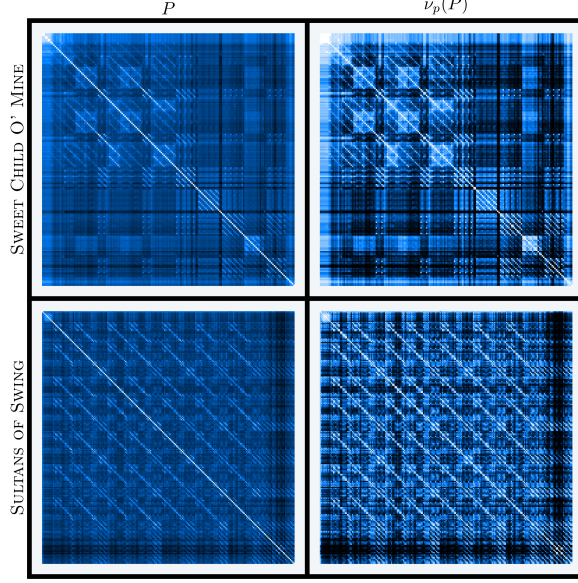 P
ν_p(P)
SWEET CHILD O' MINE
SULTANS OF SWING